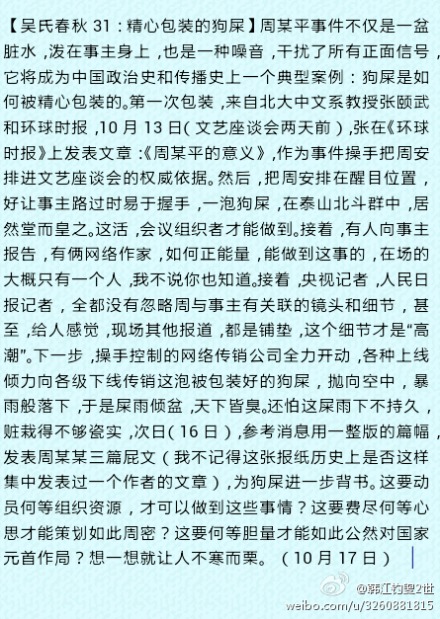 【吴氏春秋31：精心包装的狗屎】周某平事件不仅是一盆
脏水，泼在事主身上，也是一种噪音，干扰了所有正面信号，
它将成为中国政治史和传播史上一个典型案例：狗屎是如
何被精心包装的。第一次包装，来自北大中文系教授张颐武
和环球时报，10月13日（文艺座谈会两天前），张在《环球
时报》上发表文章：《周某平的意义》，作为事件操手把周安
排进文艺座谈会的权威依据。然后，把周安排在醒目位置，
好让事主路过时易于握手，一泡狗屎，在泰山北斗群中，居
然堂而皇之。这活，会议组织者才能做到。接着，有人向事主
报告，有俩网络作家，如何正能量，能做到这事的，在场的
大概只有一个人，我不说你也知道。接着，央视记者，人民日
报记者，全都没有忽略周与事主有关联的镜头和细节，甚
至，给人感觉，现场其他报道，都是铺垫，这个细节才是“高
潮”。下一步，操手控制的网络传销公司全力开动，各种上线
倾力向各级下线传销这泡被包装好的狗屎，抛向空中，暴
雨般落下，于是屎雨倾盆，天下皆臭。还怕这屎雨下不持久，
赃栽得不够瓷实，次日（16日），参考消息用一整版的篇幅，
发表周某某三篇屁文（我不记得这张报纸历史上是否这样
集中发表过一个作者的文章），为狗屎进一步背书。这要动
员何等组织资源，才可以做到这些事情？这要费尽何等心
思才能策划如此周密？这要何等胆量才能如此公然对国家
元首作局？想一想就让人不寒而栗。（10月17日）
@韩江钓叟2世
weibo.com/u/3260881815